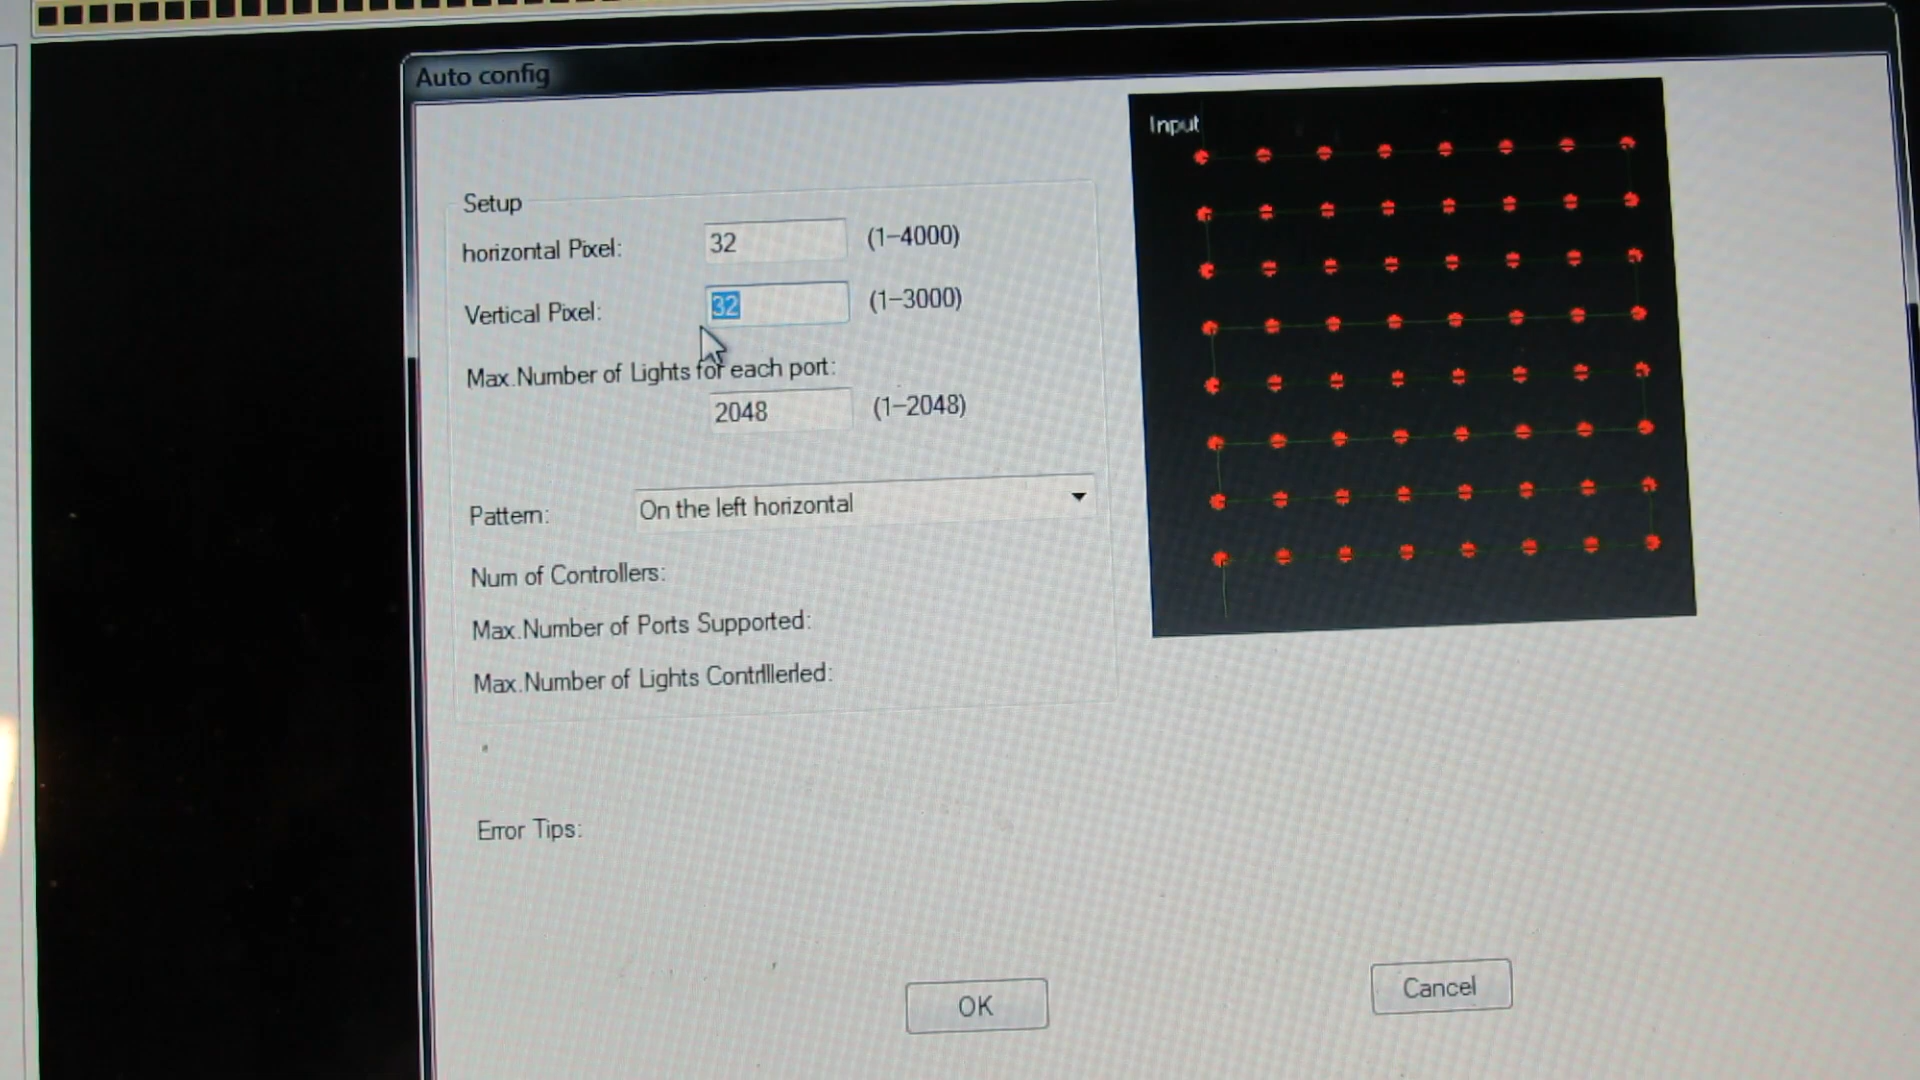 Auto config
Input
Setup
horizontal Pixel: 32 (1-4000)
Vertical Pixel: 32 (1-3000)
Max.Number of Lights for each port:
2048 (1-2048)
Pattern: On the left horizontal
Num of Controllers:
Max.Number of Ports Supported:
Max.Number of Lights Contrlllerled:
Error Tips:
OK Cancel